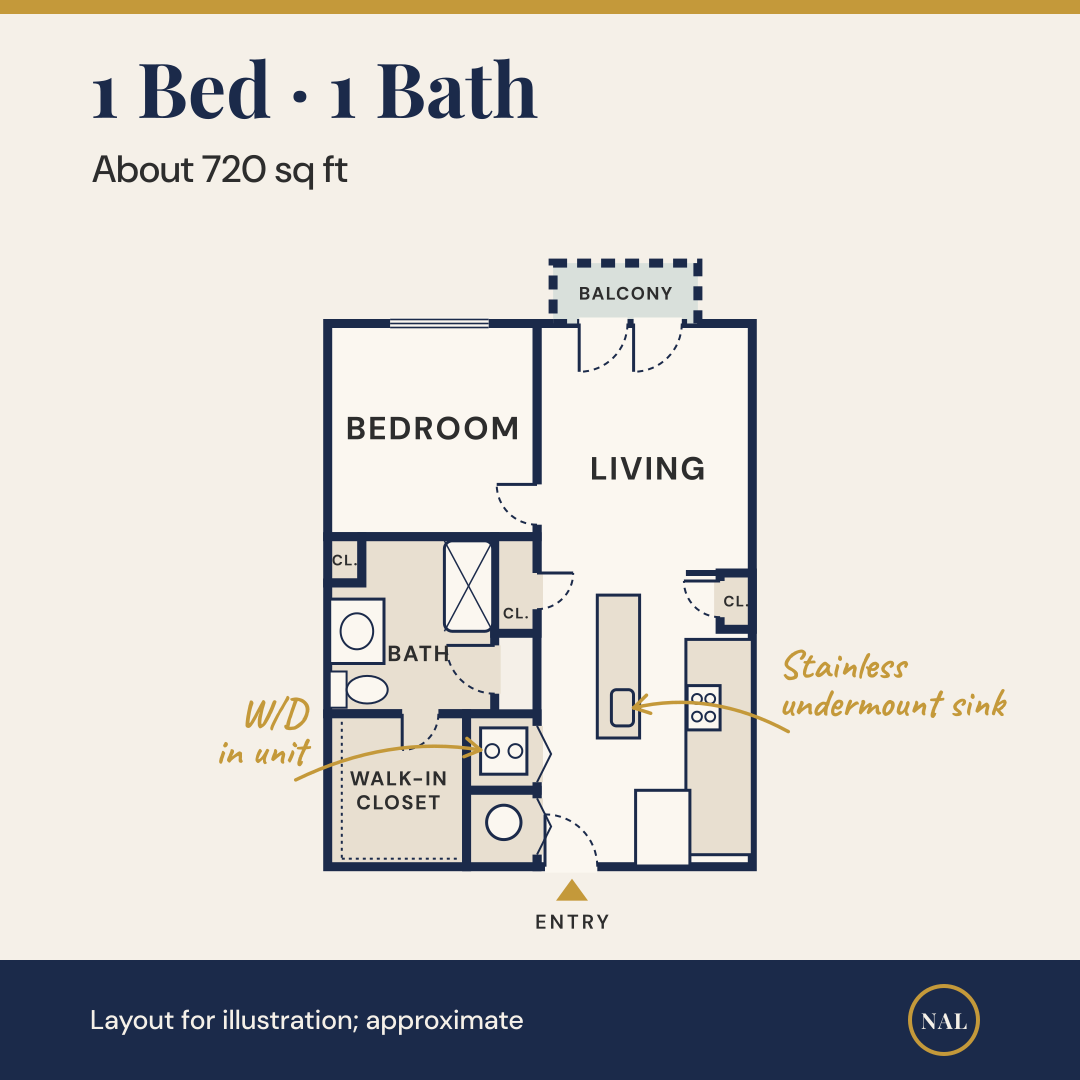 1 Bed · 1 Bath
About 720 sq ft
BALCONY
BEDROOM
LIVING
CL.
CL.
CL.
BATH
Stainless
undermount sink
W/D
in unit
WALK-IN
CLOSET
ENTRY
Layout for illustration; approximate
NAL